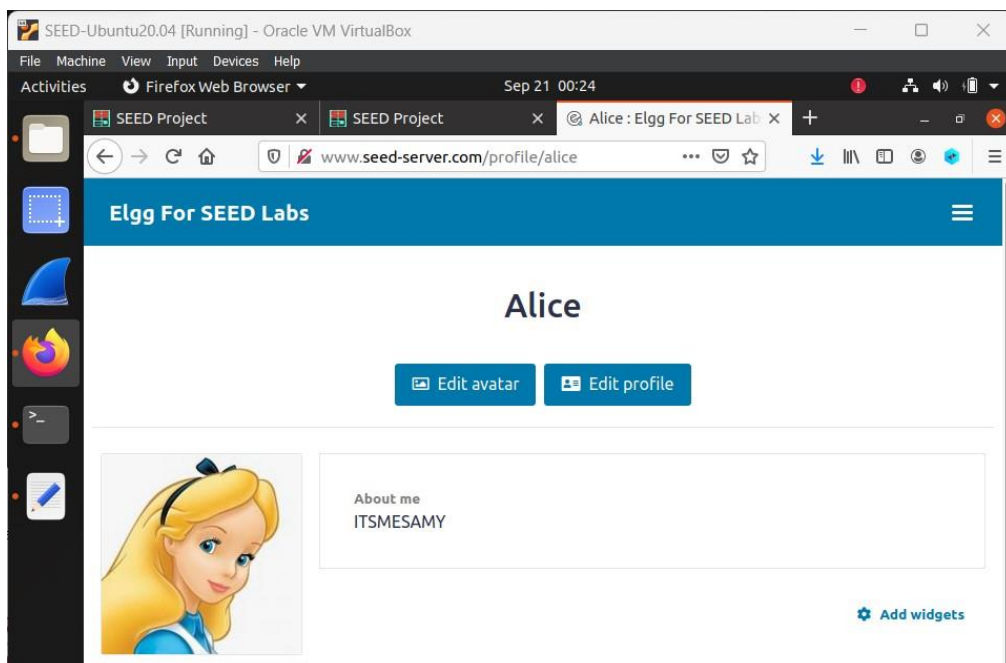 SEED-Ubuntu20.04 [Running] - Oracle VM VirtualBox
File Machine View Input Devices Help
Activities Firefox Web Browser Sep 21 00:24
SEED Project SEED Project Alice : Elgg For SEED Lab
www.seed-server.com/profile/alice
Elgg For SEED Labs
Alice
Edit avatar Edit profile
About me
ITSMESAMY
Add widgets